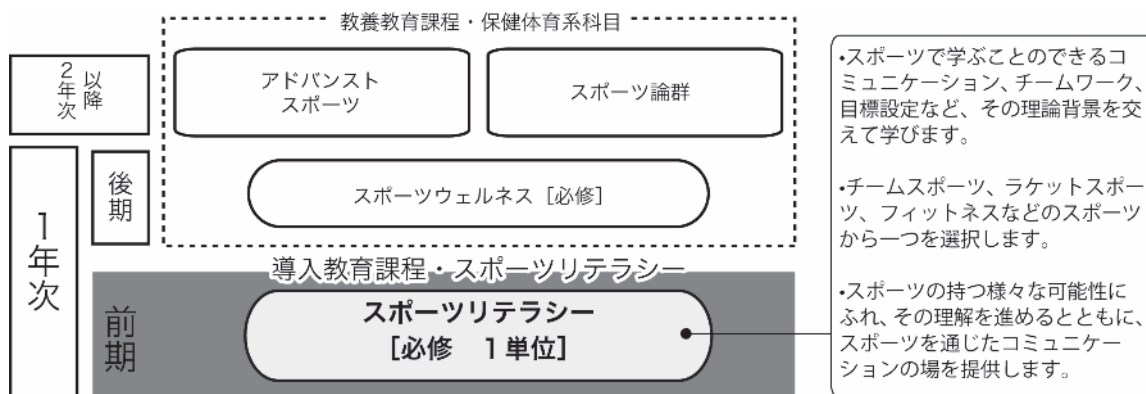 教養教育課程・保健体育系科目
2年次
以降
アドバンスト
スポーツ
スポーツ論群
1年次
後期
スポーツウェルネス［必修］
導入教育課程・スポーツリテラシー
前期
スポーツリテラシー
［必修　1単位］
•スポーツで学ぶことのできるコ
ミュニケーション、チームワーク、
目標設定など、その理論背景を交
えて学びます。
•チームスポーツ、ラケットスポー
ツ、フィットネスなどのスポーツ
から一つを選択します。
•スポーツの持つ様々な可能性に
ふれ、その理解を進めるとともに、
スポーツを通じたコミュニケー
ションの場を提供します。